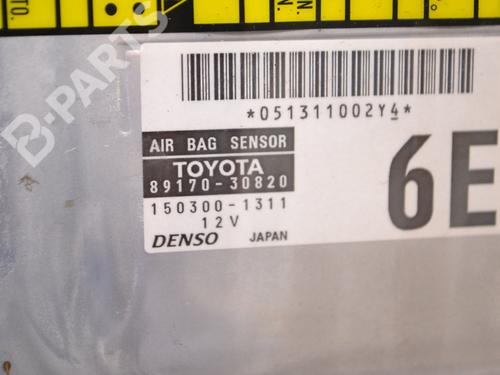 *051311002Y4*
AIR BAG SENSOR
TOYOTA
89170-30820
150300-1311
12V
DENSO JAPAN
6E
B-PARTS